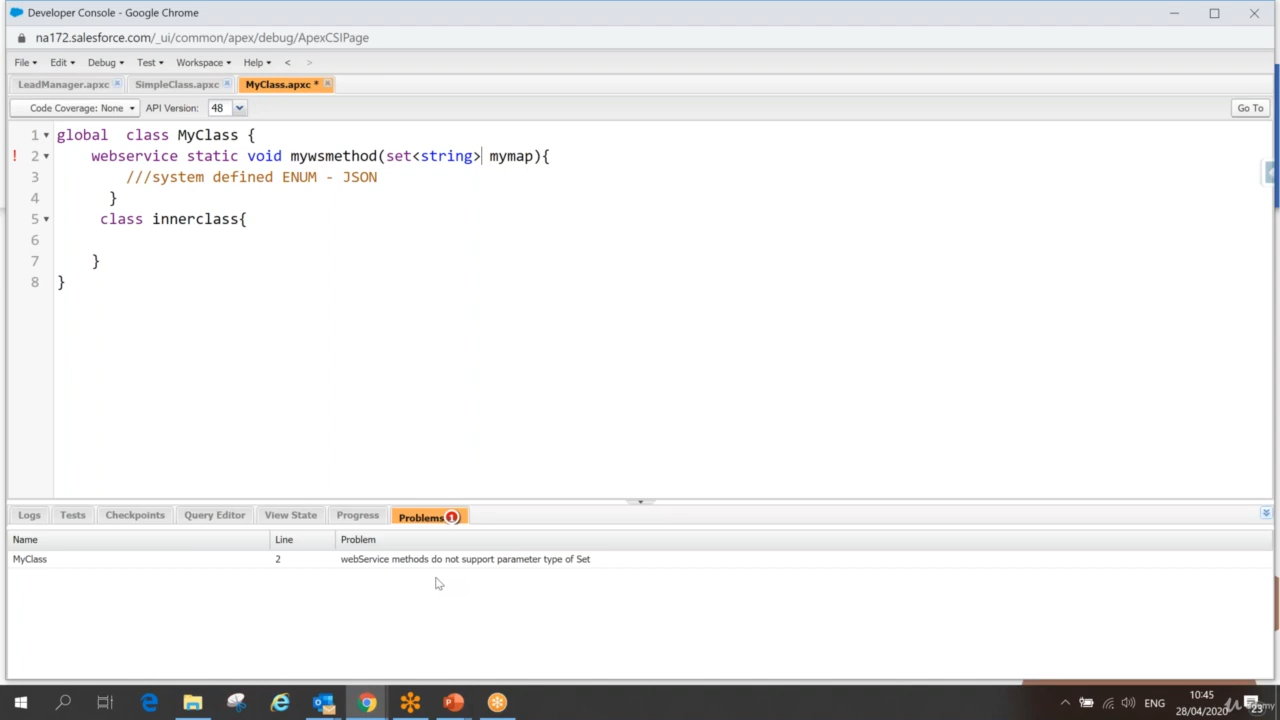 Developer Console - Google Chrome
na172.salesforce.com/_ui/common/apex/debug/ApexCSIPage
File Edit Debug Test Workspace Help < >
LeadManager.apxc SimpleClass.apxc MyClass.apxc *
Code Coverage: None API Version: 48 Go To
1 global class MyClass {
! 2 webservice static void mywsmethod(set<string> mymap){
3 ///system defined ENUM - JSON
4 }
5 class innerclass{
6
7 }
8 }
Logs Tests Checkpoints Query Editor View State Progress Problems 1
Name Line Problem
MyClass 2 webService methods do not support parameter type of Set
ENG 10:45
28/04/2020